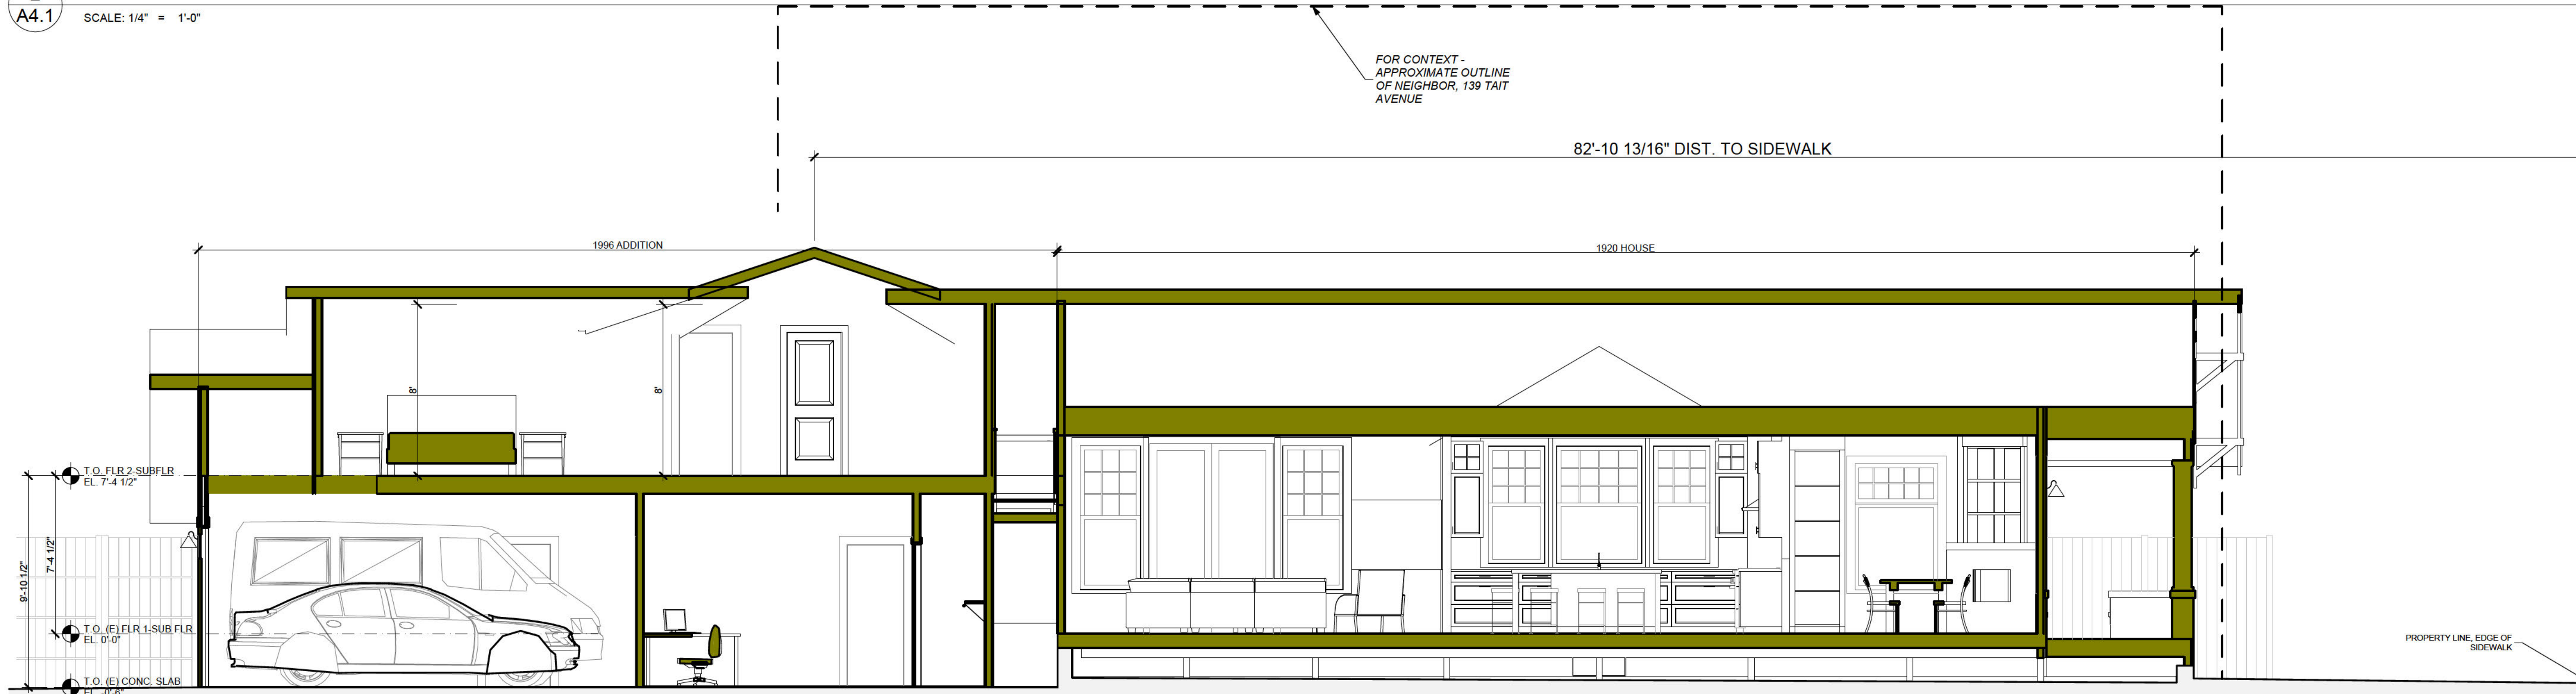 A4.1
SCALE: 1/4" = 1'-0"
FOR CONTEXT -
APPROXIMATE OUTLINE
OF NEIGHBOR, 139 TAIT
AVENUE
82'-10 13/16" DIST. TO SIDEWALK
1996 ADDITION
1920 HOUSE
8'
8'
T.O. FLR 2-SUBFLR
EL. 7'-4 1/2"
9'-10 1/2"
7'-4 1/2"
T.O. (E) FLR 1-SUB FLR
EL. 0'-0"
T.O. (E) CONC. SLAB
PROPERTY LINE, EDGE OF
SIDEWALK